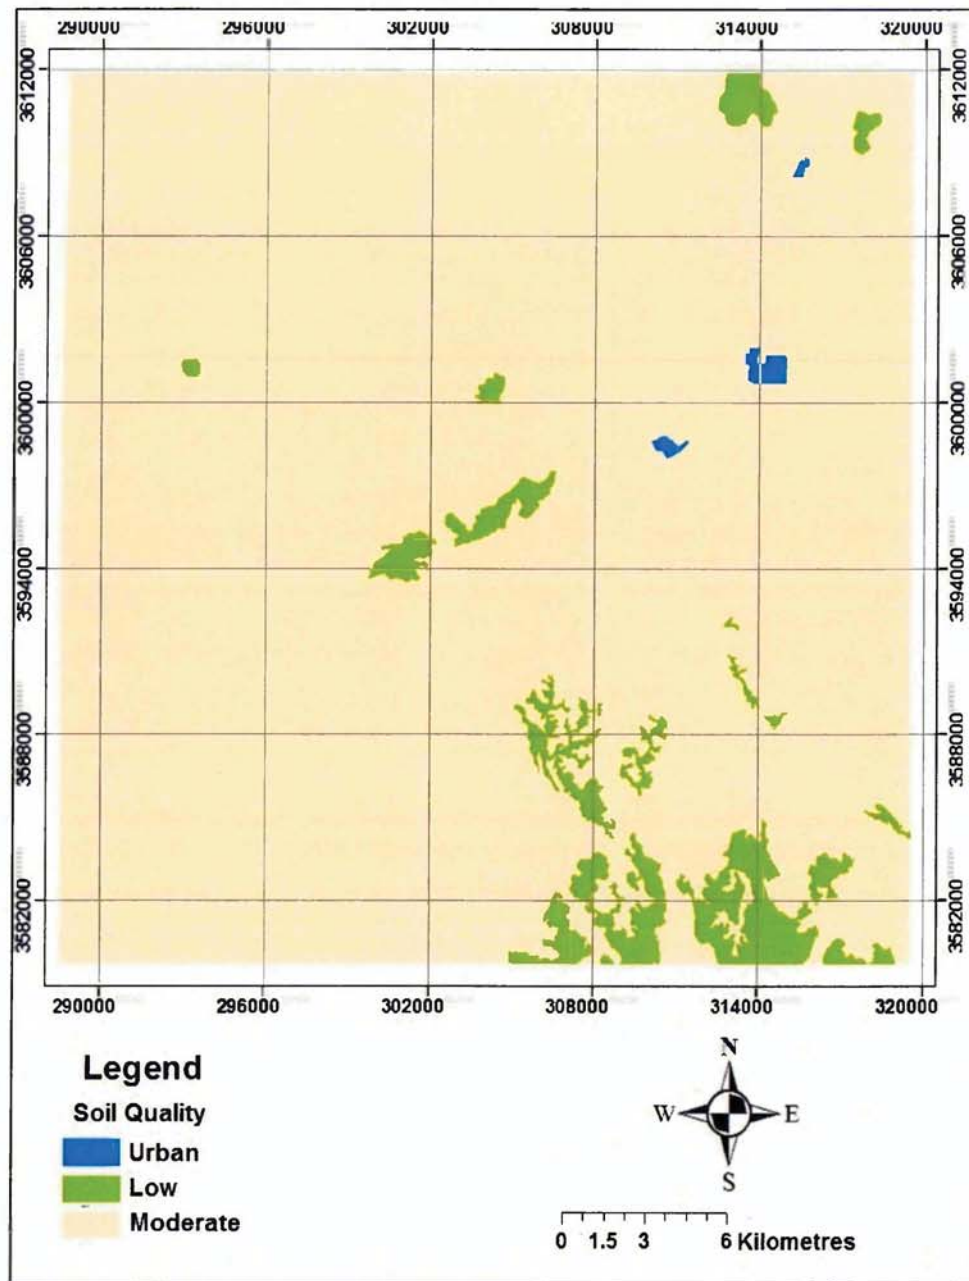 290000 296000 302000 308000 314000 320000
3612000 3612000
3606000 3606000
3600000 3600000
3594000 3594000
3588000 3588000
3582000 3582000
290000 296000 302000 308000 314000 320000
Legend
Soil Quality
Urban
Low
Moderate
N
W E
S
0 1.5 3 6 Kilometres